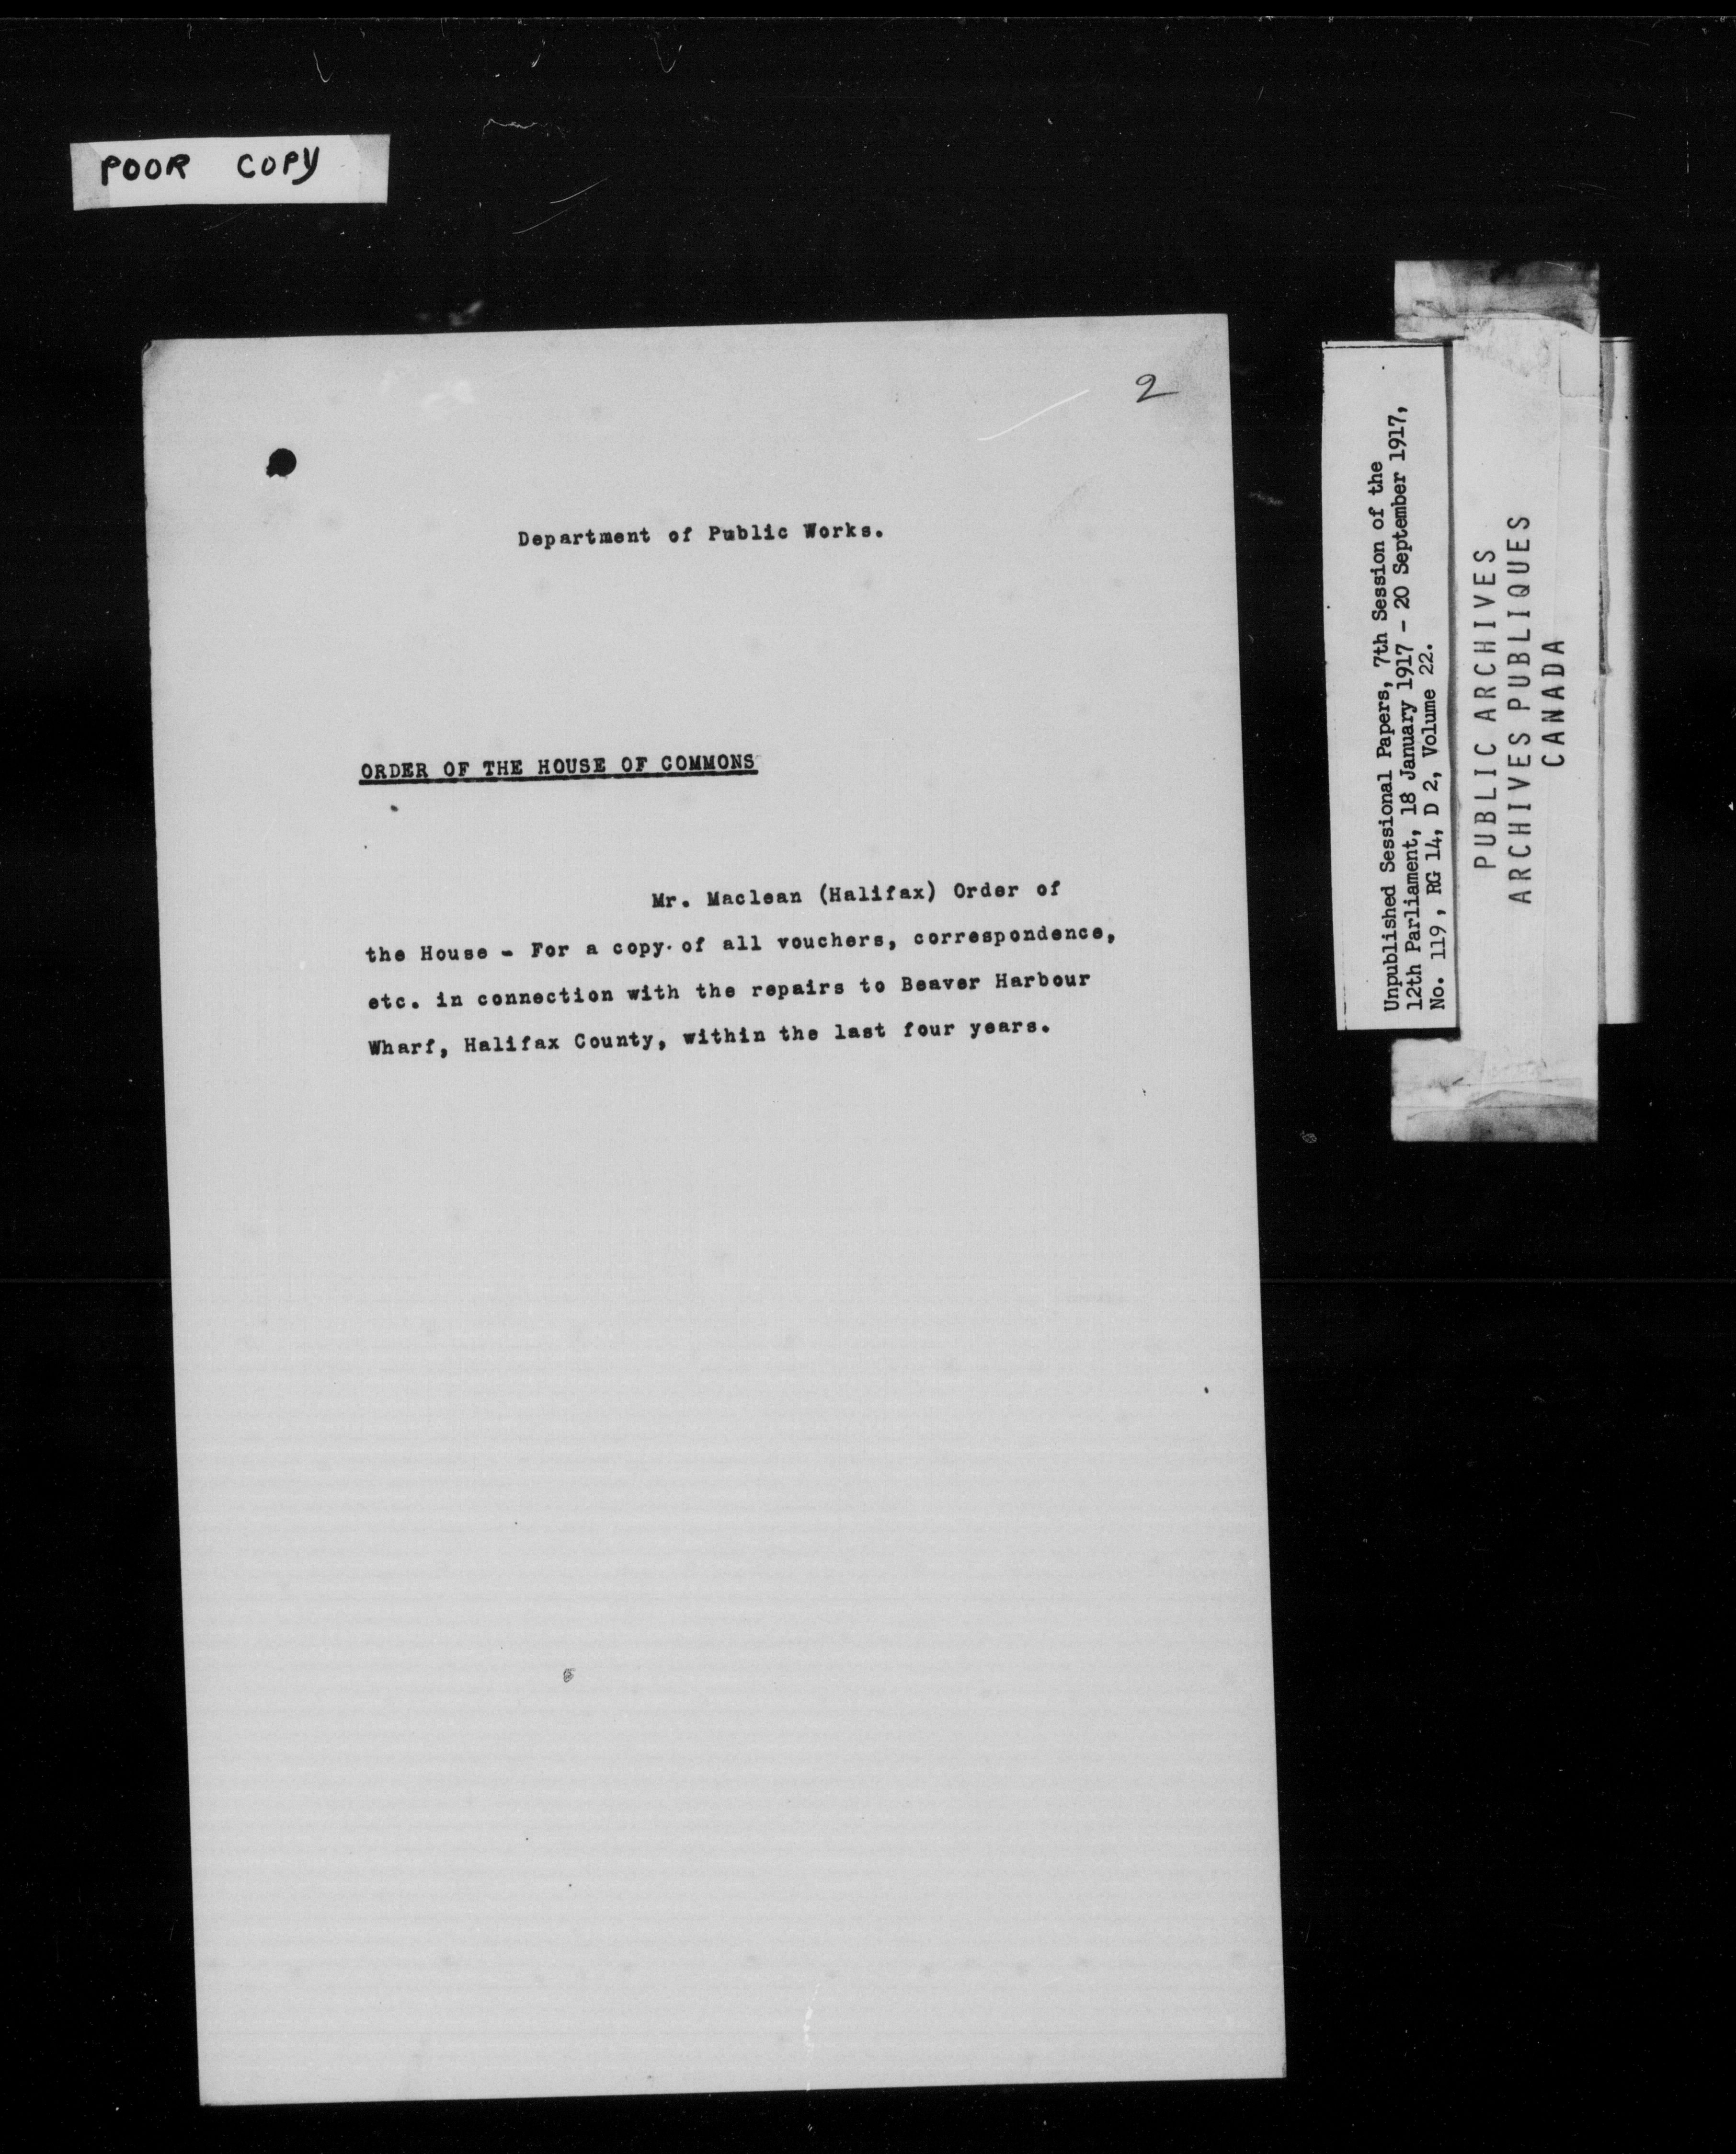 POOR COPY
2
Department of Public Works.
ORDER OF THE HOUSE OF COMMONS
Mr. Maclean (Halifax) Order of
the House - For a copy of all vouchers, correspondence,
etc. in connection with the repairs to Beaver Harbour
Wharf, Halifax County, within the last four years.
Unpublished Sessional Papers, 7th Session of the
12th Parliament, 18 January 1917 - 20 September 1917,
No. 119, RG 14, D 2, Volume 22.
PUBLIC ARCHIVES
ARCHIVES PUBLIQUES
CANADA